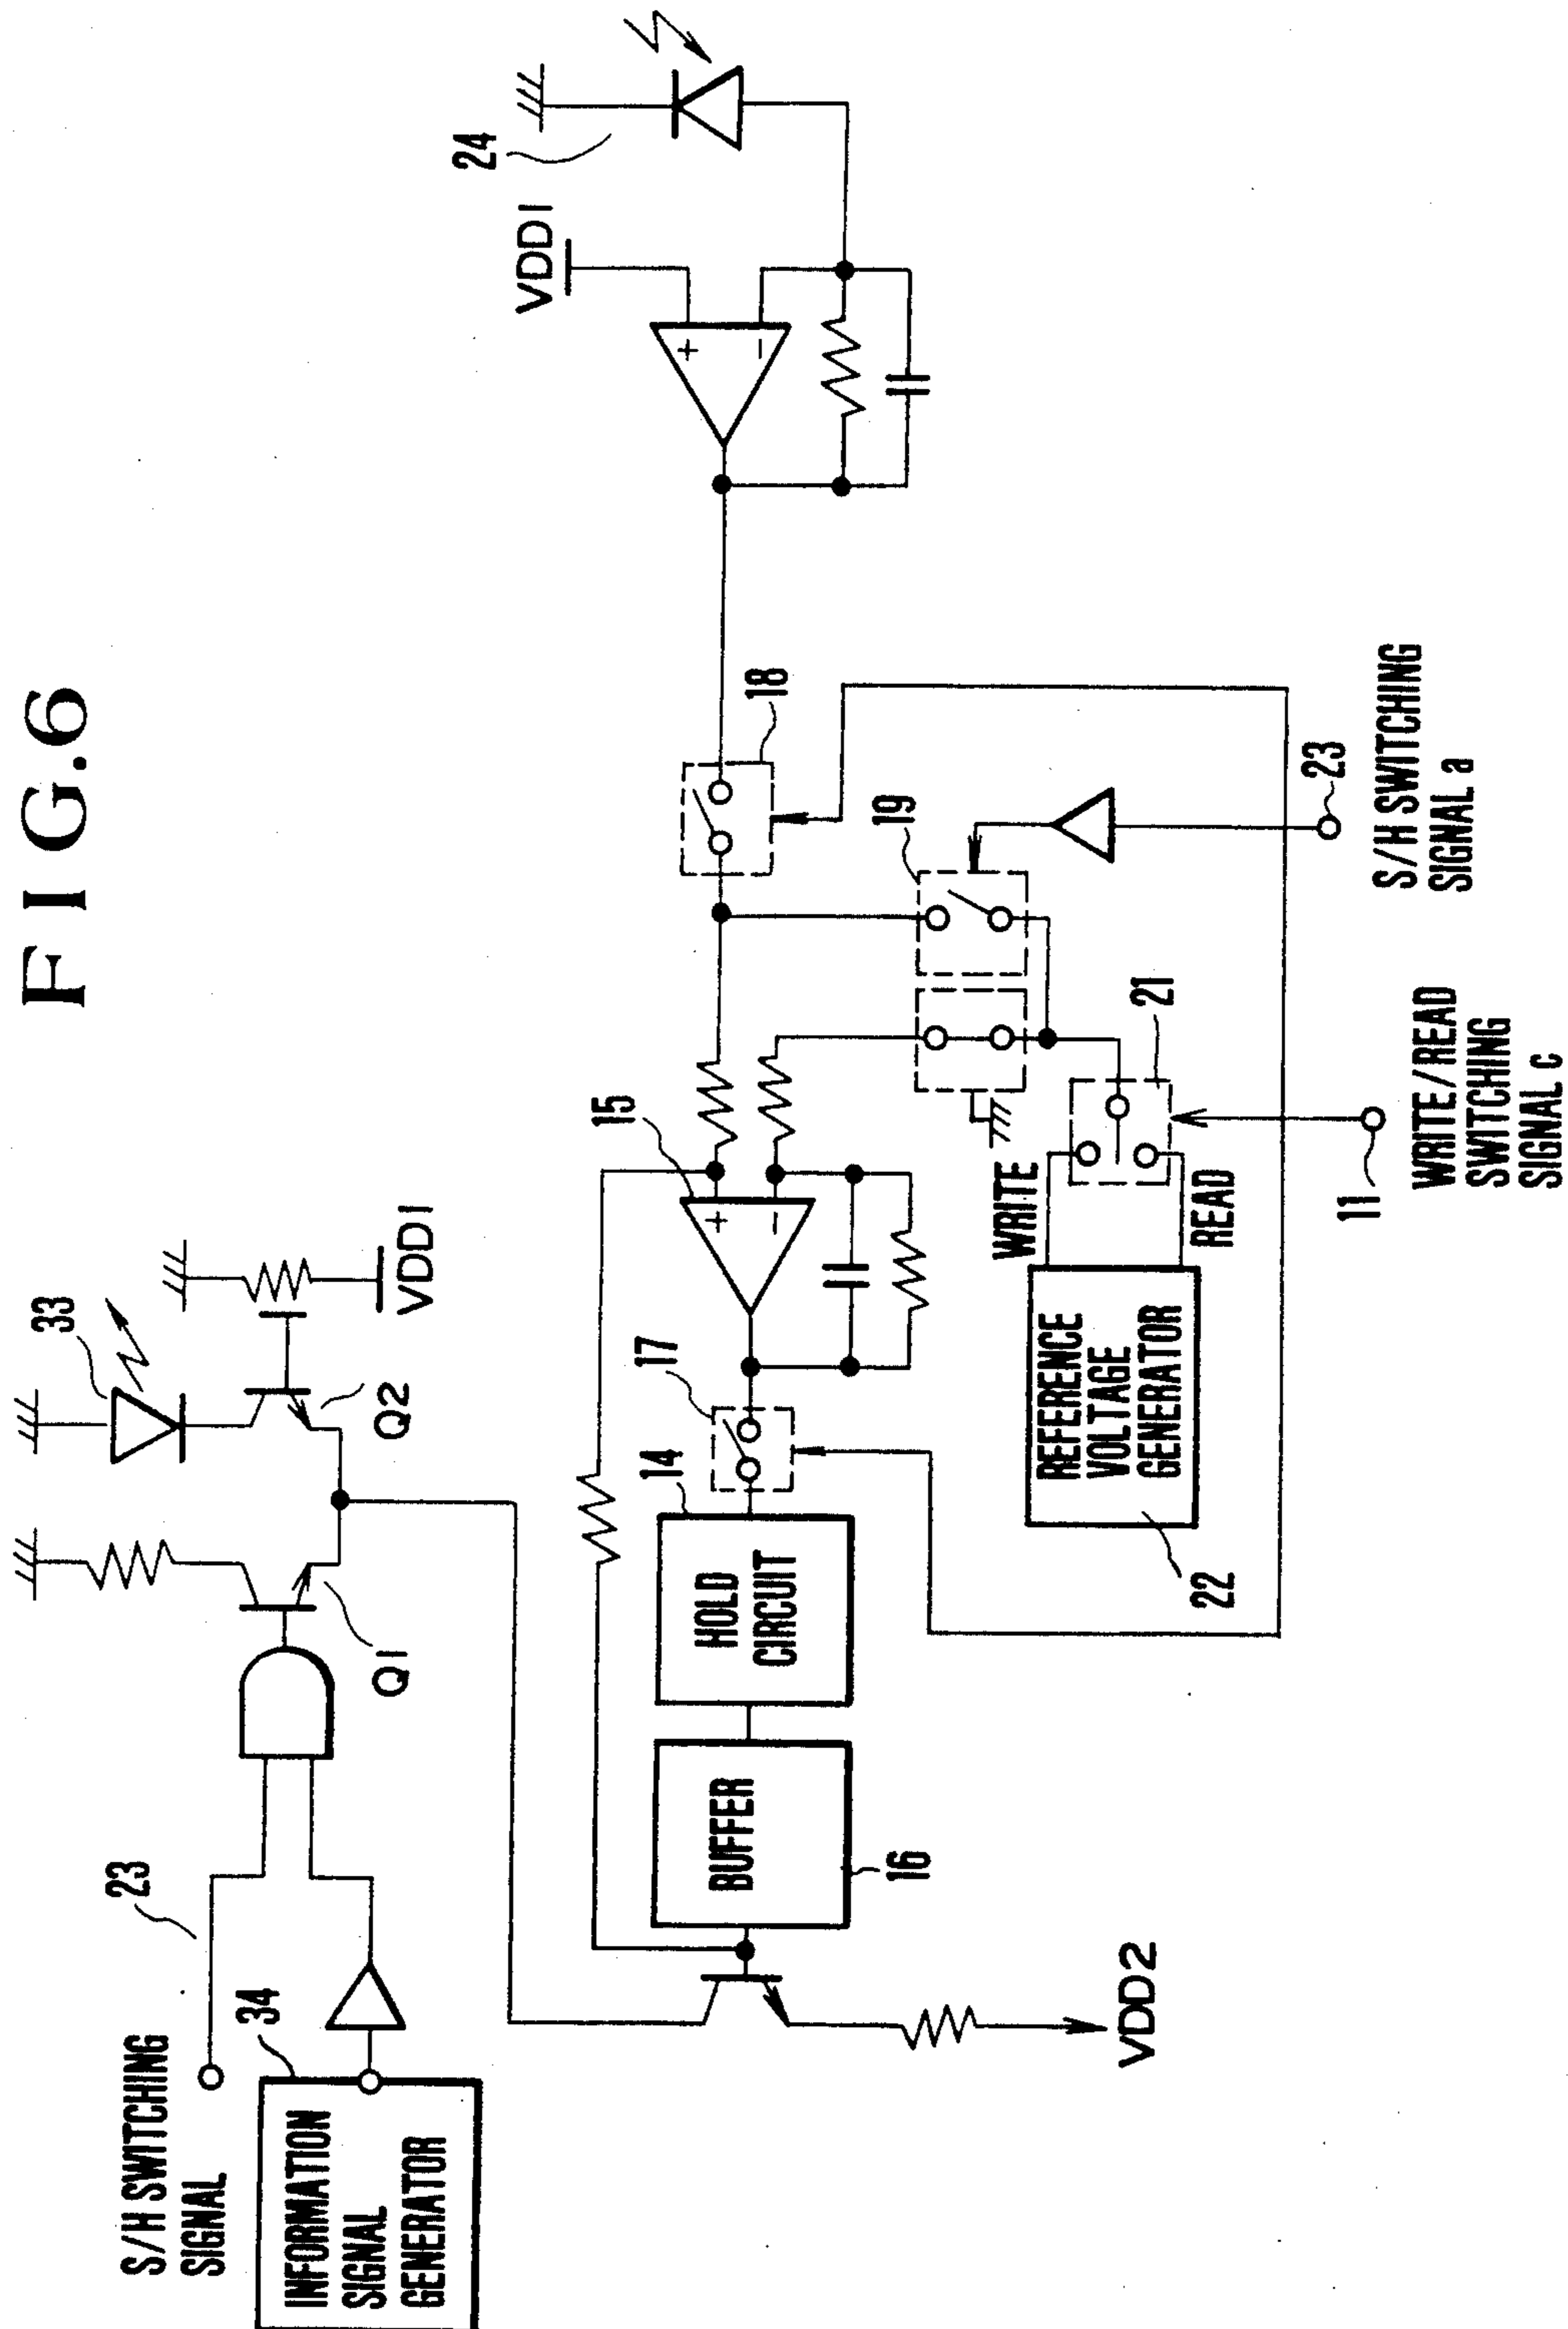 FIG.6
S/H SWITCHING
SIGNAL
23
INFORMATION
SIGNAL
GENERATOR
34
Q1
Q2
33
VDD1
VDD1
24
BUFFER
16
HOLD
CIRCUIT
14
17
15
+
−
18
+
−
19
VDD2
REFERENCE
VOLTAGE
GENERATOR
22
WRITE
READ
21
11
WRITE/READ
SWITCHING
SIGNAL c
23
S/H SWITCHING
SIGNAL a